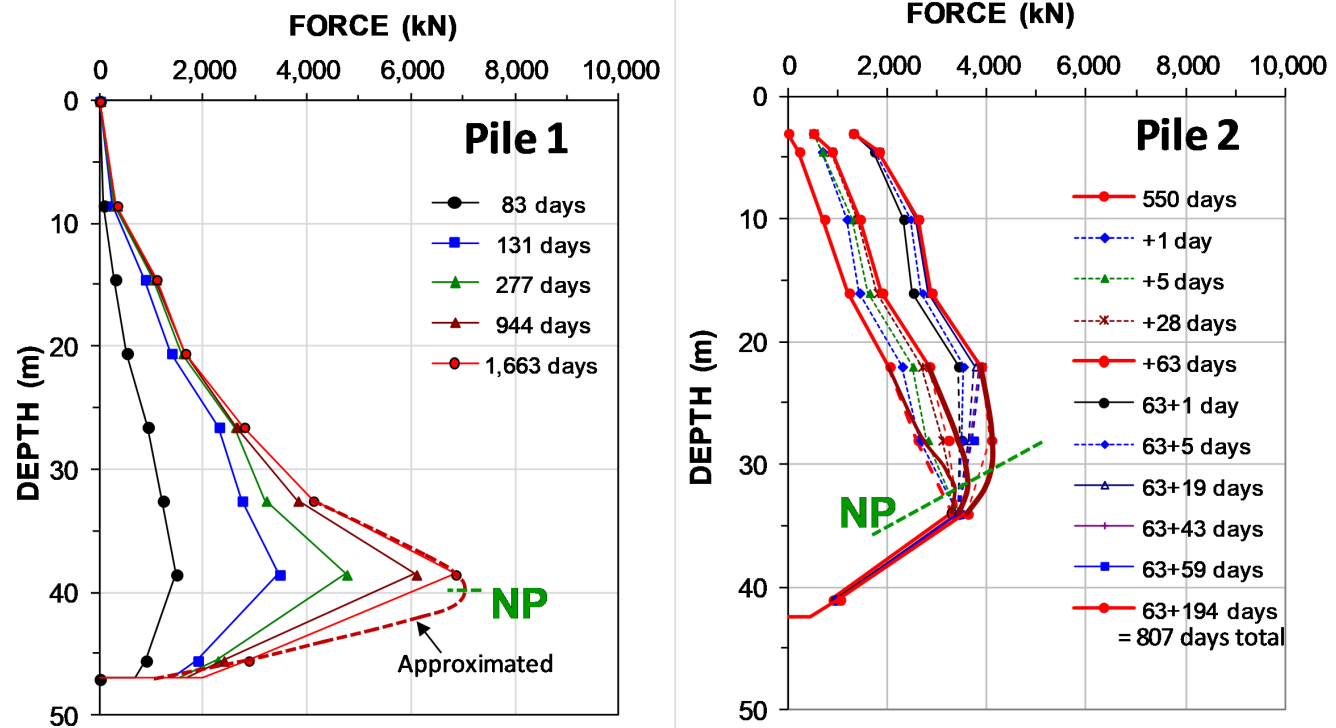 FORCE (kN)
0 2,000 4,000 6,000 8,000 10,000
0
10
20
30
40
50
DEPTH (m)
Pile 1
83 days
131 days
277 days
944 days
1,663 days
NP
Approximated
FORCE (kN)
0 2,000 4,000 6,000 8,000 10,000
0
10
20
30
40
50
DEPTH (m)
Pile 2
550 days
+1 day
+5 days
+28 days
+63 days
63+1 day
63+5 days
63+19 days
63+43 days
63+59 days
63+194 days
= 807 days total
NP